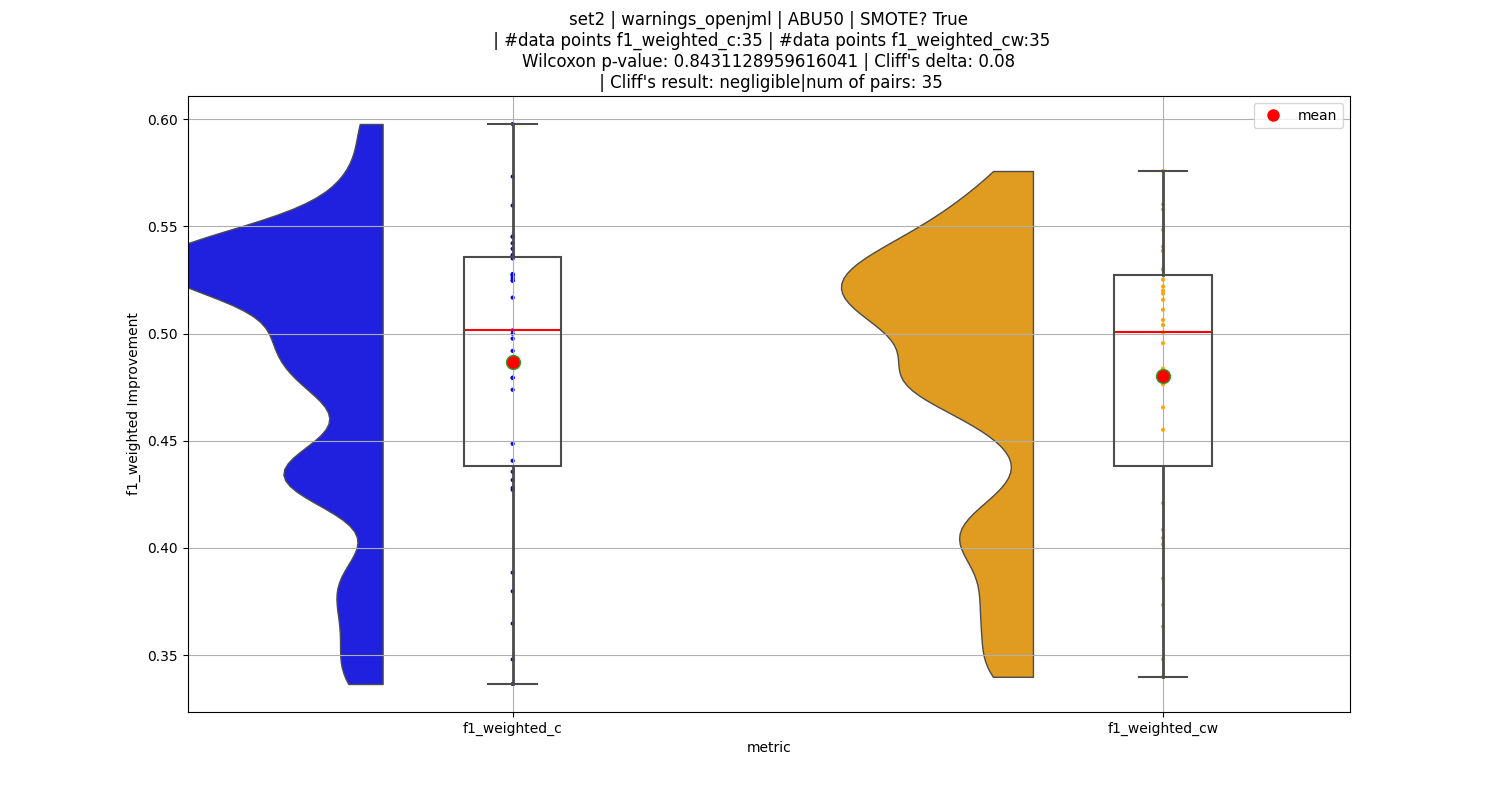 set2 | warnings_openjml | ABU50 | SMOTE? True
| #data points f1_weighted_c:35 | #data points f1_weighted_cw:35
Wilcoxon p-value: 0.8431128959616041 | Cliff's delta: 0.08
| Cliff's result: negligible|num of pairs: 35
mean
0.60
0.55
0.50
0.45
0.40
0.35
f1_weighted Improvement
f1_weighted_c
f1_weighted_cw
metric